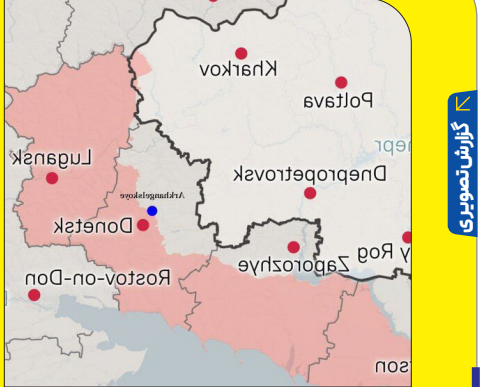 Kharkov
Poltava
nepr
Lugansk
Dnepropetrovsk
Arkhangelskoye
Donetsk
y Rog
Zaporozhye
Rostov-on-Don
rson
گزارش تصویری